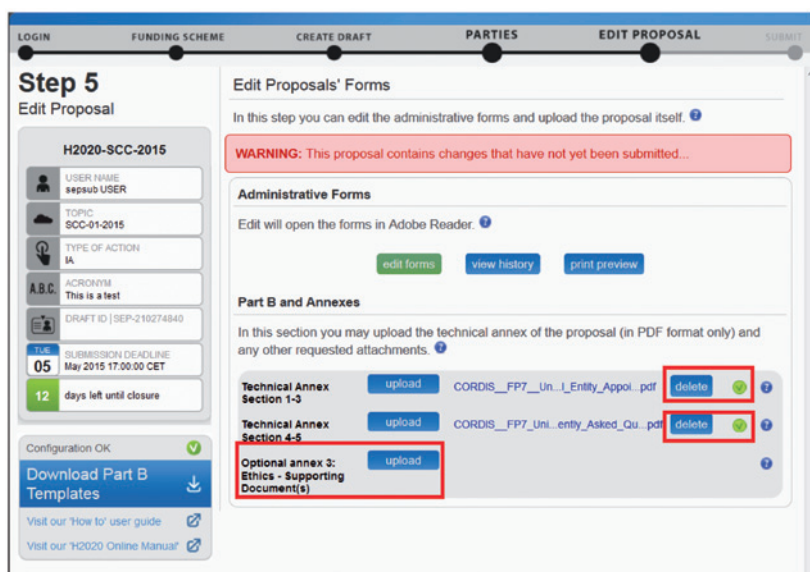 LOGIN FUNDING SCHEME CREATE DRAFT PARTIES EDIT PROPOSAL SUBMIT
Step 5
Edit Proposal
H2020-SCC-2015
USER NAME
sepsub USER
TOPIC
SCC-01-2015
TYPE OF ACTION
IA
A.B.C.
ACRONYM
This is a test
DRAFT ID | SEP-210274840
TUE
05
SUBMISSION DEADLINE
May 2015 17:00:00 CET
12 days left until closure
Configuration OK
Download Part B
Templates
Visit our 'How to' user guide
Visit our 'H2020 Online Manual'
Edit Proposals' Forms
In this step you can edit the administrative forms and upload the proposal itself. ?
WARNING: This proposal contains changes that have not yet been submitted...
Administrative Forms
Edit will open the forms in Adobe Reader. ?
edit forms view history print preview
Part B and Annexes
In this section you may upload the technical annex of the proposal (in PDF format only) and
any other requested attachments. ?
Technical Annex
Section 1-3
upload CORDIS__FP7__Un...l_Entity_Appoi...pdf delete ?
Technical Annex
Section 4-5
upload CORDIS__FP7_Uni...ently_Asked_Qu...pdf delete ?
Optional annex 3:
Ethics - Supporting
Document(s)
upload ?